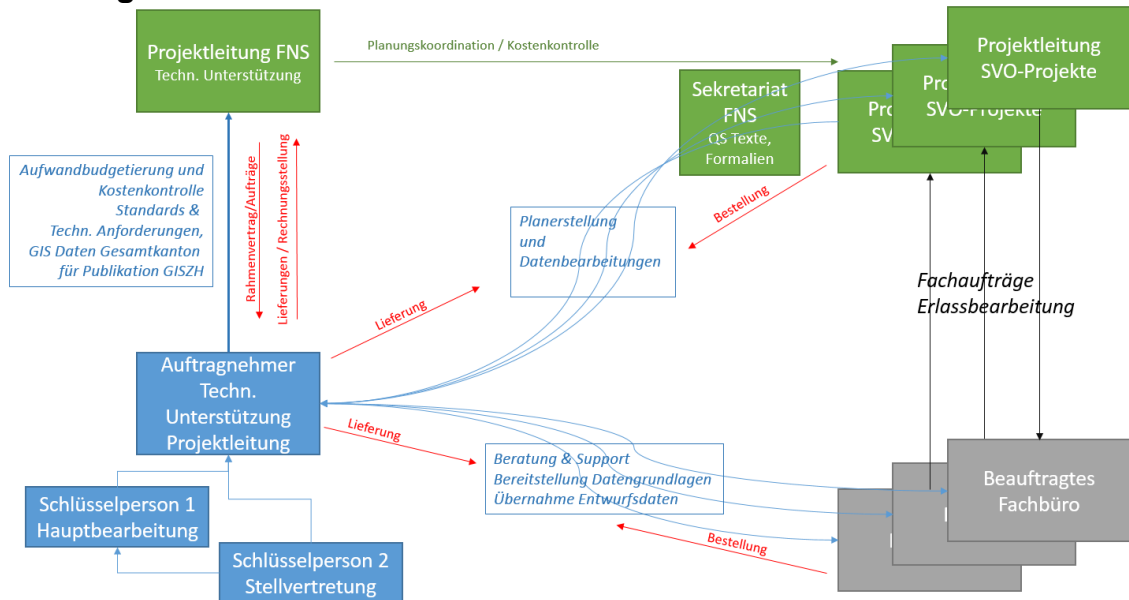 Projektleitung FNS
Techn. Unterstützung
Planungskoordination / Kostenkontrolle
Projektleitung
SVO-Projekte
Sekretariat
FNS
QS Texte,
Formalien
SVO-Projekte
Aufwandbudgetierung und
Kostenkontrolle
Standards &
Techn. Anforderungen,
GIS Daten Gesamtkanton
für Publikation GISZH
Rahmenvertrag/Aufträge
Lieferungen / Rechnungsstellung
Bestellung
Planerstellung
und
Datenbearbeitungen
Lieferung
Fachaufträge
Erlassbearbeitung
Auftragnehmer
Techn.
Unterstützung
Projektleitung
Lieferung
Beratung & Support
Bereitstellung Datengrundlagen
Übernahme Entwurfsdaten
Bestellung
Beauftragtes
Fachbüro
Schlüsselperson 1
Hauptbearbeitung
Schlüsselperson 2
Stellvertretung